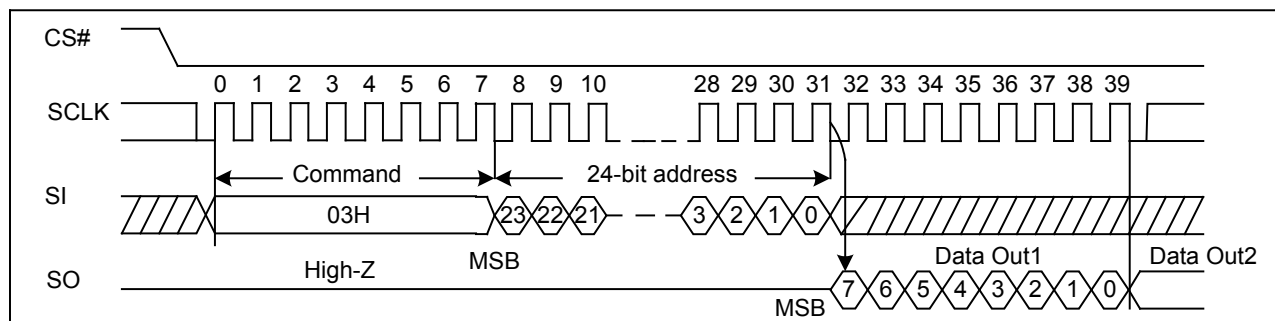 CS#
0 1 2 3 4 5 6 7 8 9 10 28 29 30 31 32 33 34 35 36 37 38 39
SCLK
Command 24-bit address
SI
03H 23 22 21 3 2 1 0
High-Z MSB Data Out1 Data Out2
SO
MSB 7 6 5 4 3 2 1 0